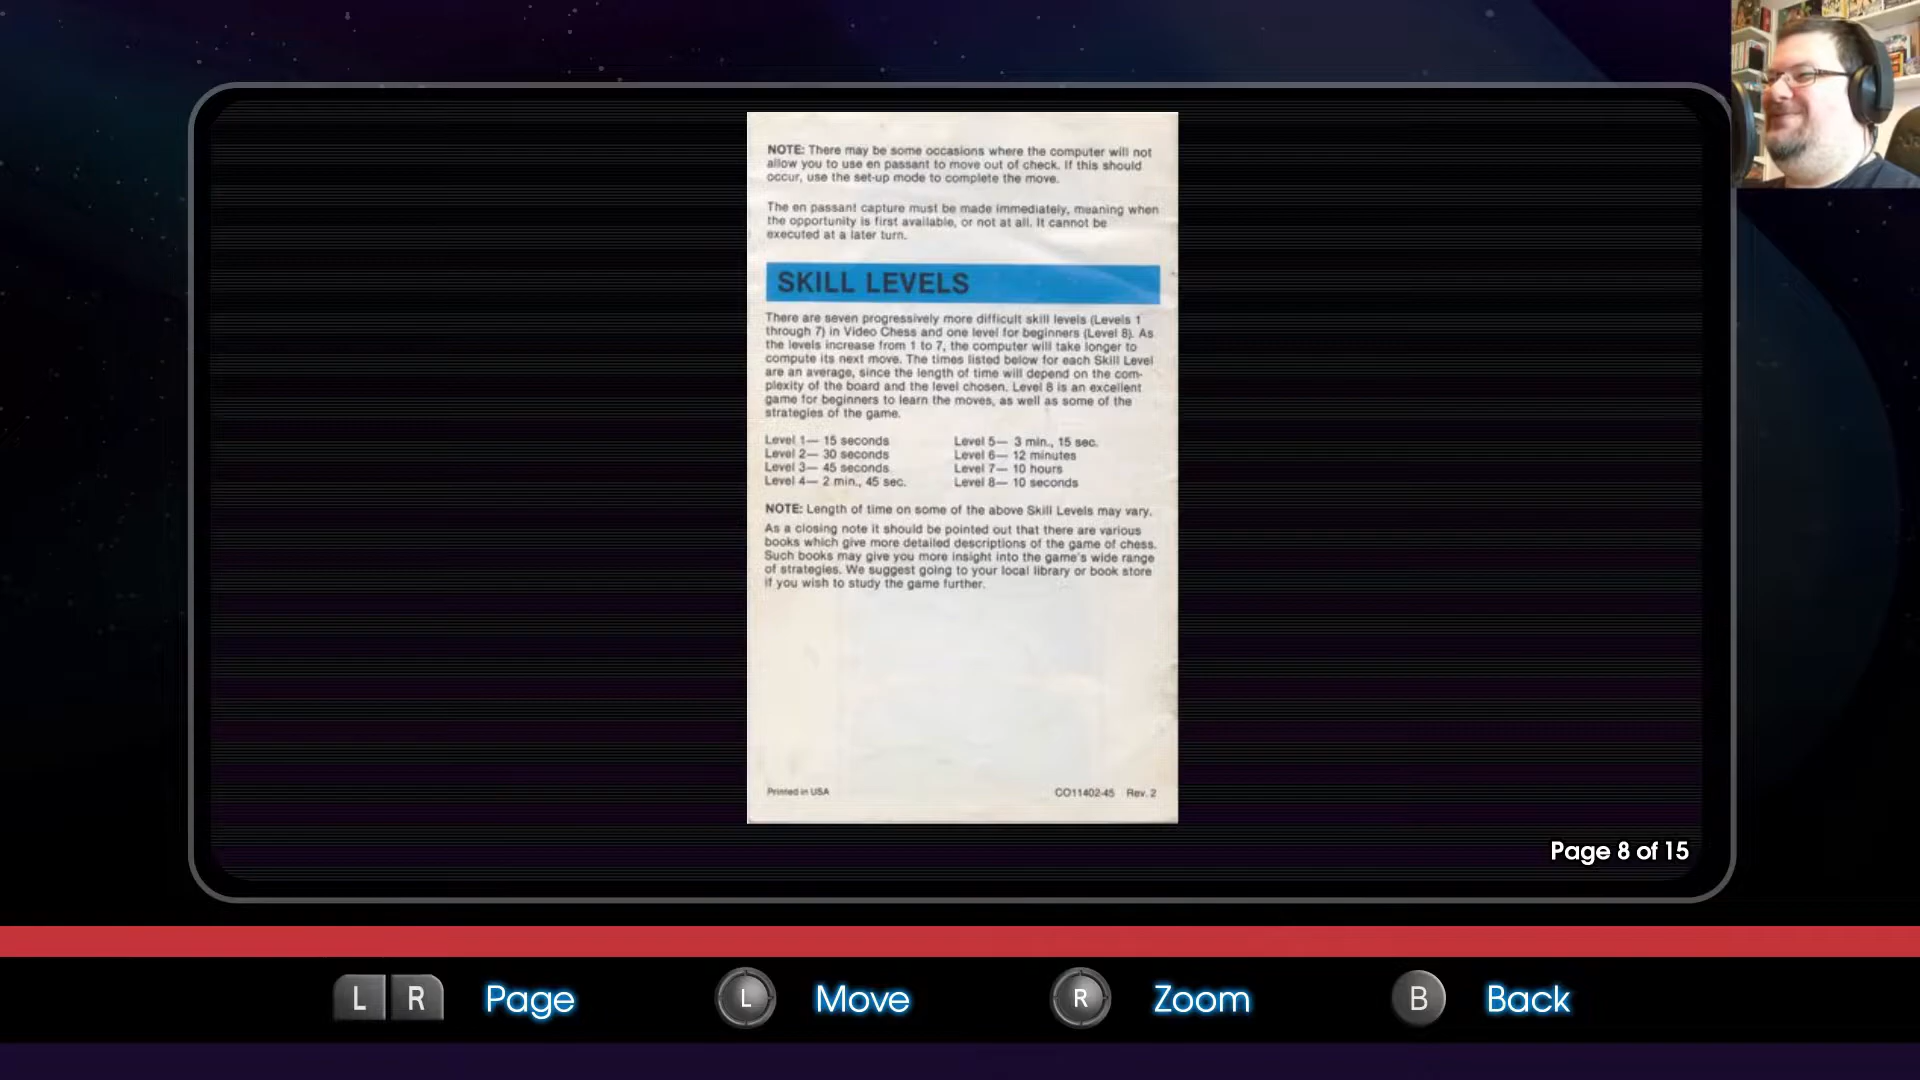 NOTE: There may be some occasions where the computer will not
allow you to use en passant to move out of check. If this should
occur, use the set-up mode to complete the move.
The en passant capture must be made immediately, meaning when
the opportunity is first available, or not at all. It cannot be
executed at a later turn.
SKILL LEVELS
There are seven progressively more difficult skill levels (Levels 1
through 7) in Video Chess and one level for beginners (Level 8). As
the levels increase from 1 to 7, the computer will take longer to
compute its next move. The times listed below for each Skill Level
are an average, since the length of time will depend on the com-
plexity of the board and the level chosen. Level 8 is an excellent
game for beginners to learn the moves, as well as some of the
strategies of the game.
Level 1— 15 seconds
Level 2— 30 seconds
Level 3— 45 seconds
Level 4— 2 min., 45 sec.
Level 5— 3 min., 15 sec.
Level 6— 12 minutes
Level 7— 10 hours
Level 8— 10 seconds
NOTE: Length of time on some of the above Skill Levels may vary.
As a closing note it should be pointed out that there are various
books which give more detailed descriptions of the game of chess.
Such books may give you more insight into the game's wide range
of strategies. We suggest going to your local library or book store
if you wish to study the game further.
Printed in USA
CO11402-45 Rev. 2
Page 8 of 15
L R Page
L Move
R Zoom
B Back